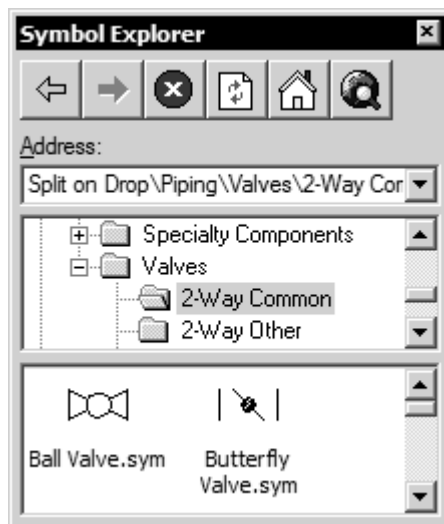 Symbol Explorer
Address:
Split on Drop\Piping\Valves\2-Way Cor
Specialty Components
Valves
2-Way Common
2-Way Other
Ball Valve.sym
Butterfly
Valve.sym